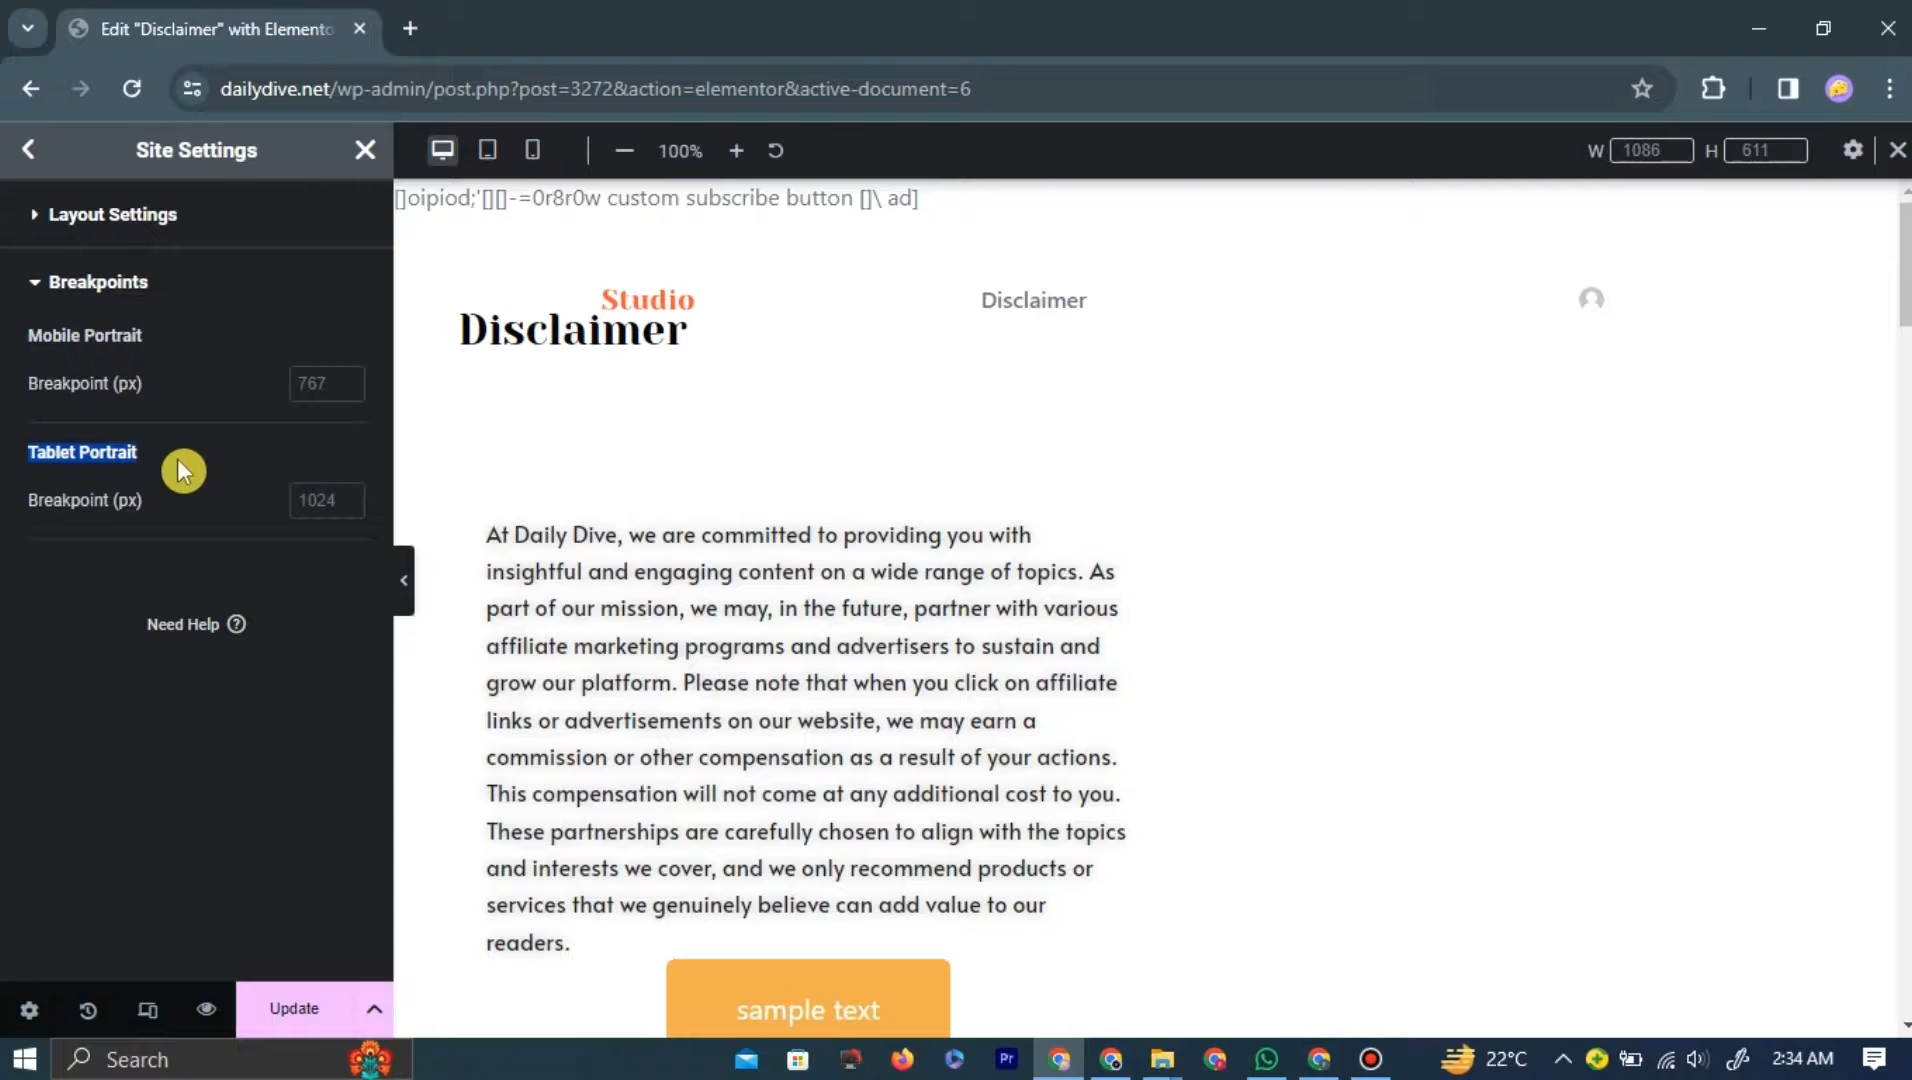 Edit "Disclaimer" with Elemento
dailydive.net/wp-admin/post.php?post=3272&action=elementor&active-document=6
Site Settings
100%
W 1086 H 611
Layout Settings
Breakpoints
Mobile Portrait
Breakpoint (px) 767
Tablet Portrait
Breakpoint (px) 1024
Need Help
Update
[]oipiod;'[][]-=0r8r0w custom subscribe button []\ ad]
Studio
Disclaimer
Disclaimer
At Daily Dive, we are committed to providing you with
insightful and engaging content on a wide range of topics. As
part of our mission, we may, in the future, partner with various
affiliate marketing programs and advertisers to sustain and
grow our platform. Please note that when you click on affiliate
links or advertisements on our website, we may earn a
commission or other compensation as a result of your actions.
This compensation will not come at any additional cost to you.
These partnerships are carefully chosen to align with the topics
and interests we cover, and we only recommend products or
services that we genuinely believe can add value to our
readers.
sample text
Search
Pr
22°C
2:34 AM